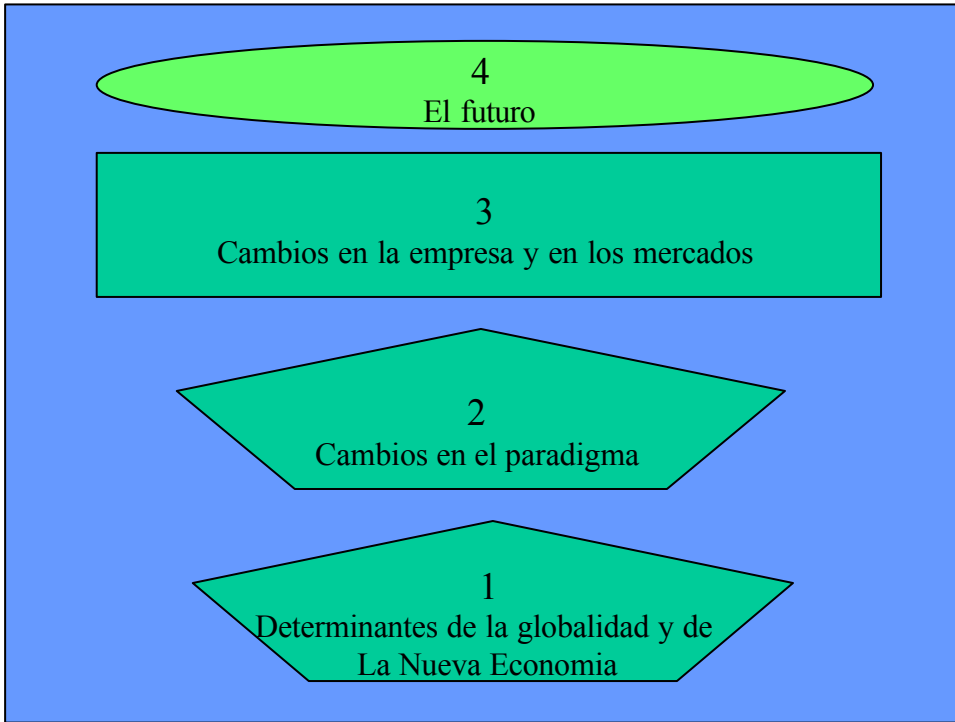 4
El futuro
3
Cambios en la empresa y en los mercados
2
Cambios en el paradigma
1
Determinantes de la globalidad y de
La Nueva Economia